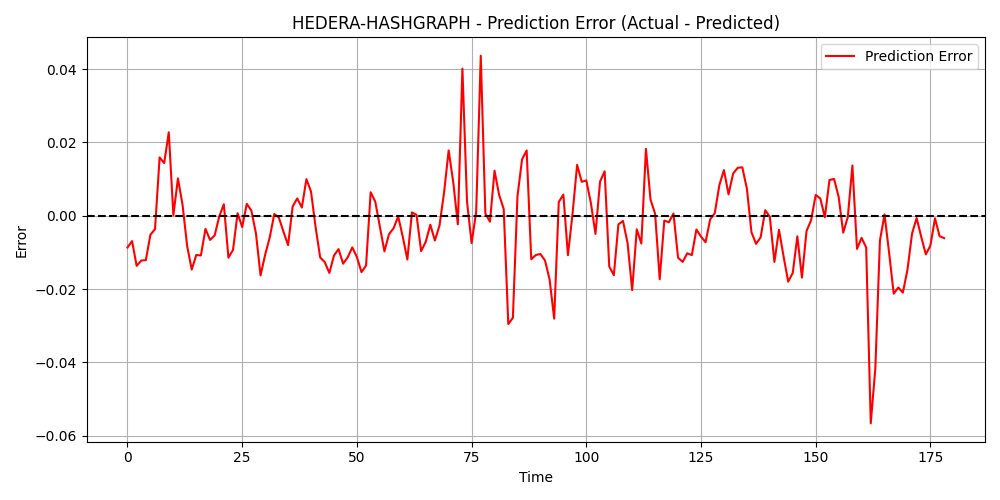 HEDERA-HASHGRAPH - Prediction Error (Actual - Predicted)
Prediction Error
0.04
0.02
0.00
−0.02
−0.04
−0.06
Error
0 25 50 75 100 125 150 175
Time